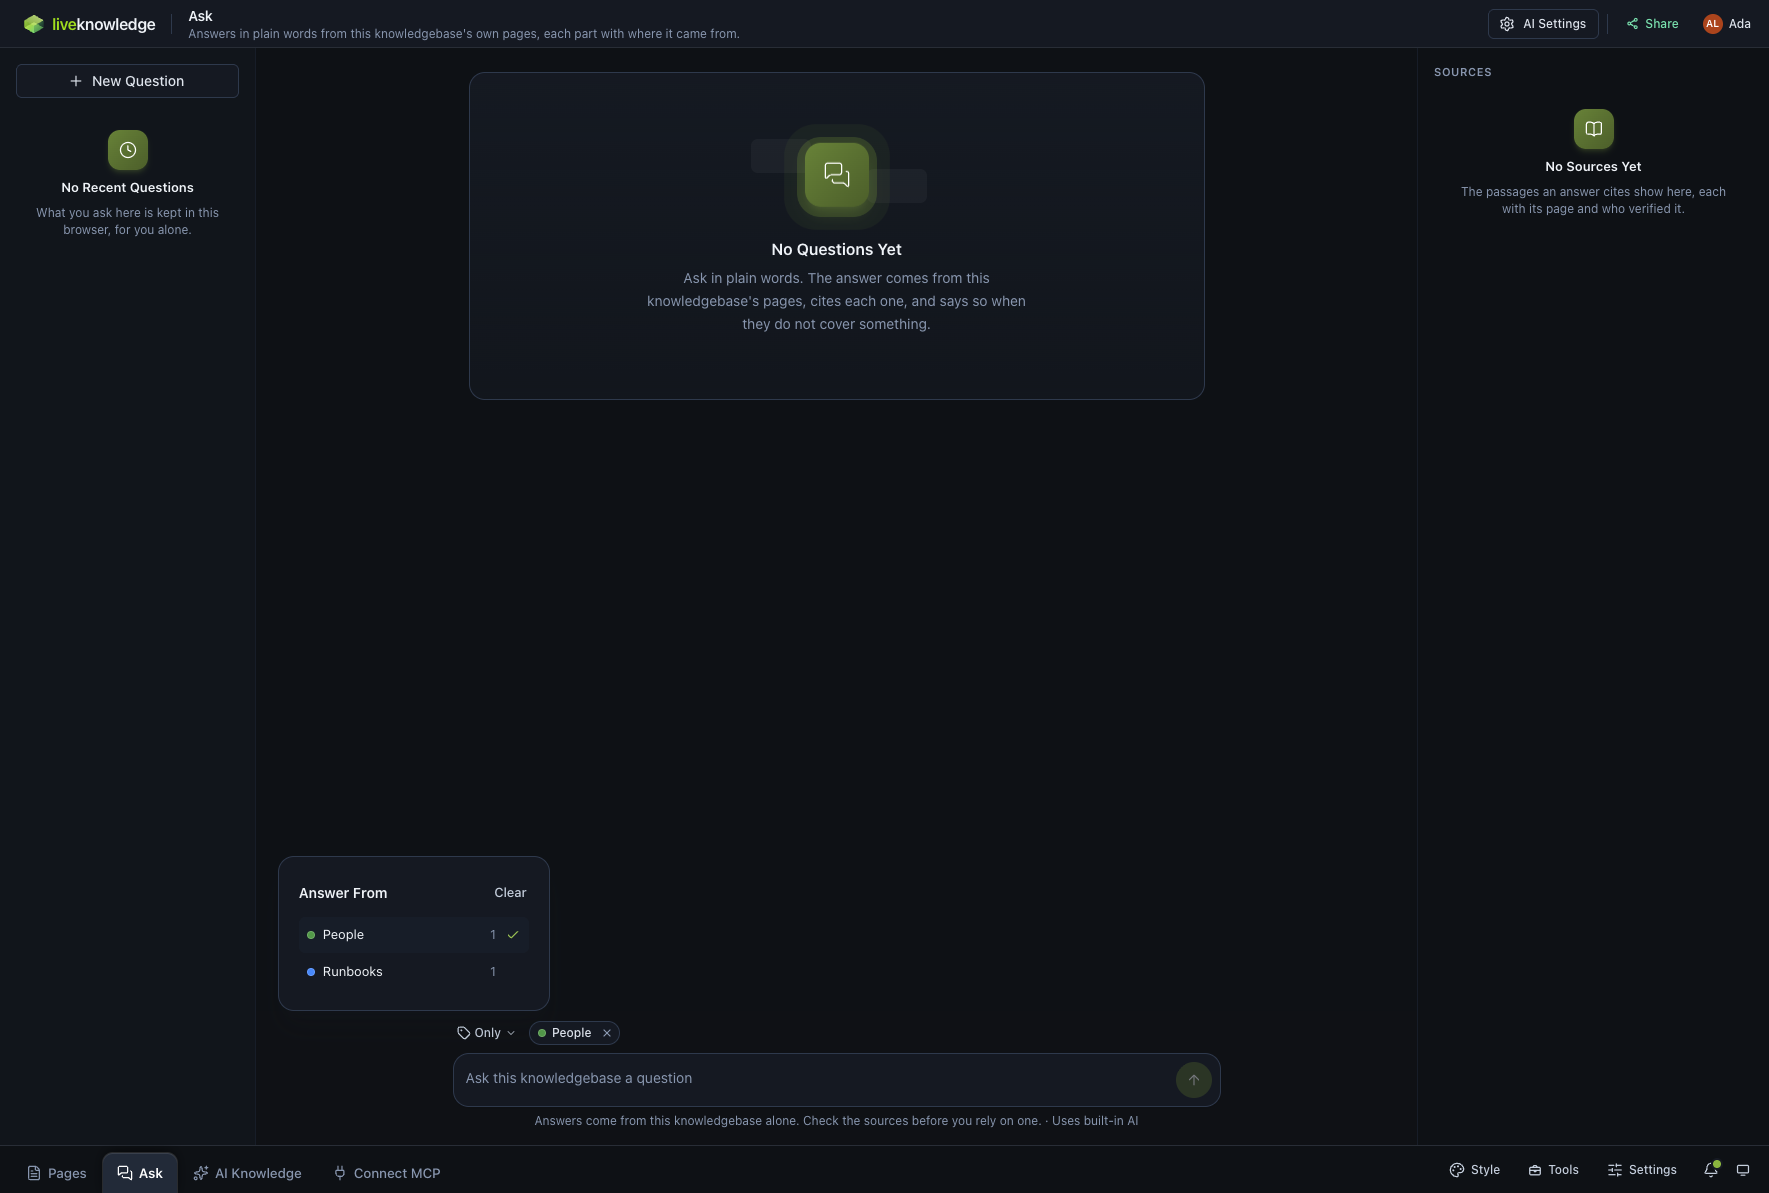 liveknowledge
Ask
Answers in plain words from this knowledgebase's own pages, each part with where it came from.
AI Settings
Share
AL
Ada
New Question
No Recent Questions
What you ask here is kept in this
browser, for you alone.
No Questions Yet
Ask in plain words. The answer comes from this
knowledgebase's pages, cites each one, and says so when
they do not cover something.
SOURCES
No Sources Yet
The passages an answer cites show here, each
with its page and who verified it.
Answer From
Clear
People 1
Runbooks 1
Only
People
Ask this knowledgebase a question
Answers come from this knowledgebase alone. Check the sources before you rely on one. · Uses built-in AI
Pages
Ask
AI Knowledge
Connect MCP
Style
Tools
Settings